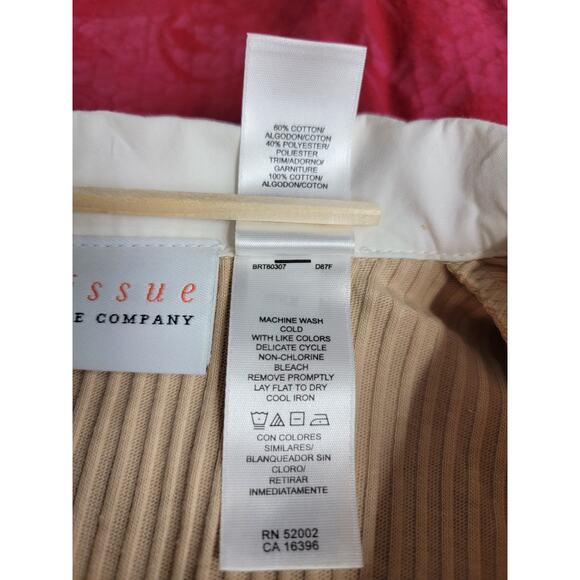 60% COTTON/
ALGODON/COTON
40% POLYESTER/
POLIESTER
TRIM/ADORNO/
GARNITURE
100% COTTON/
ALGODON/COTON
issue
E COMPANY
BRT60307 D87F
MACHINE WASH
COLD
WITH LIKE COLORS
DELICATE CYCLE
NON-CHLORINE
BLEACH
REMOVE PROMPTLY
LAY FLAT TO DRY
COOL IRON
CON COLORES
SIMILARES/
BLANQUEADOR SIN
CLORO/
RETIRAR
INMEDIATAMENTE
RN 52002
CA 16396